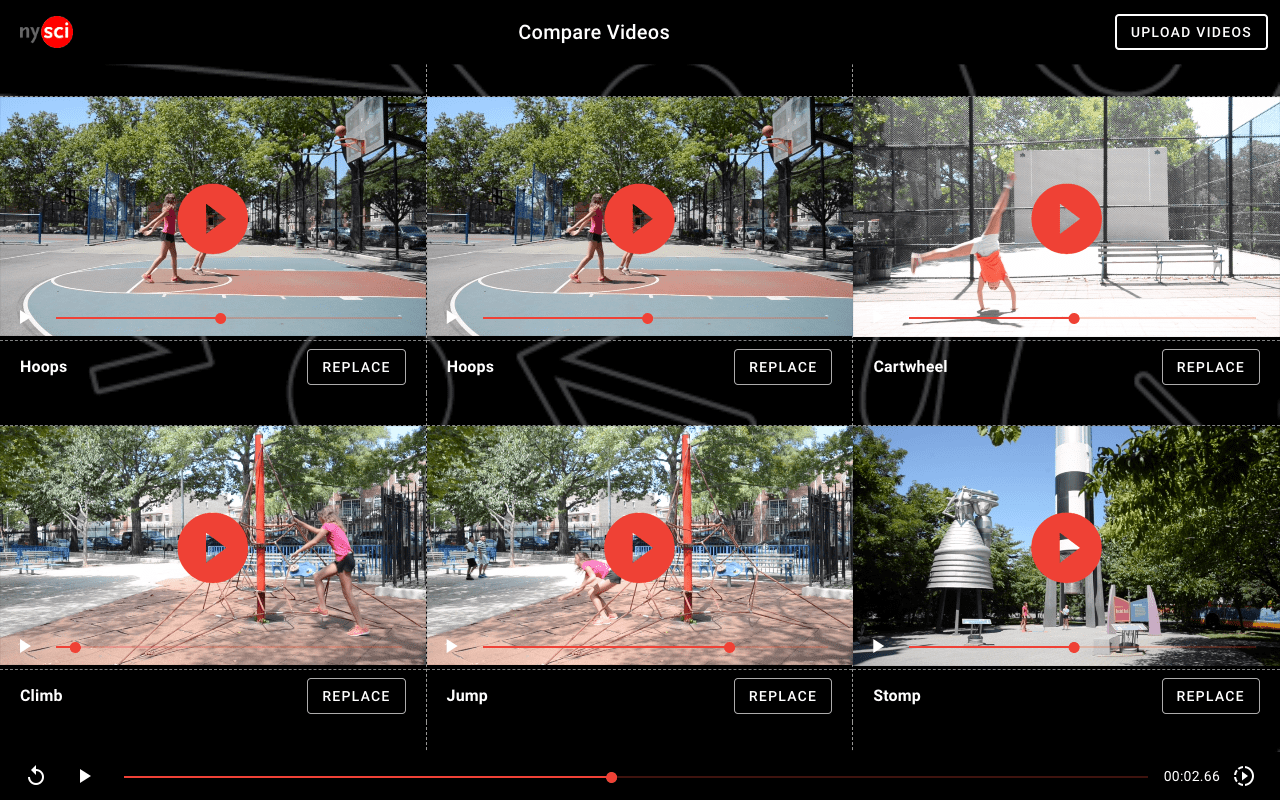 nysci
Compare Videos
UPLOAD VIDEOS
Hoops
REPLACE
Hoops
REPLACE
Cartwheel
REPLACE
Climb
REPLACE
Jump
REPLACE
Stomp
REPLACE
00:02.66